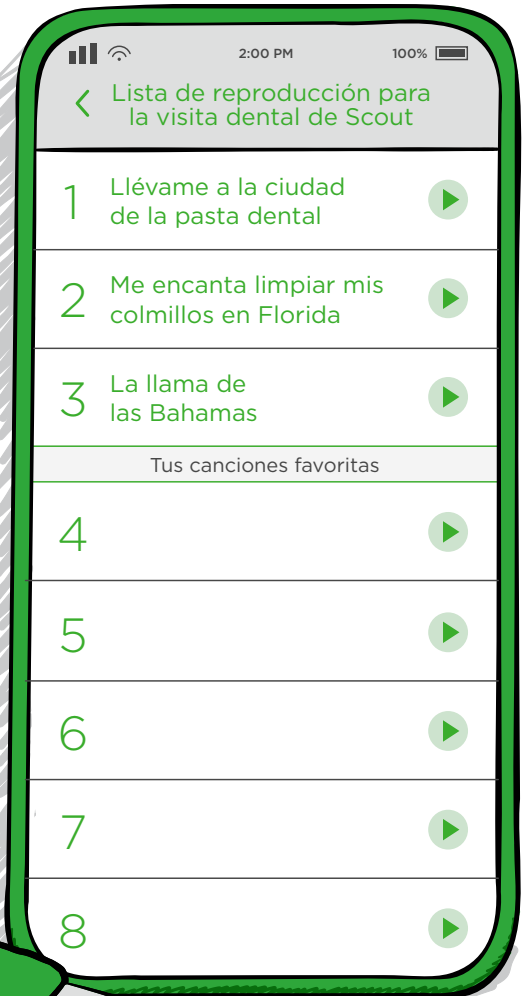 2:00 PM 100%
Lista de reproducción para
la visita dental de Scout
1 Llévame a la ciudad
de la pasta dental
2 Me encanta limpiar mis
colmillos en Florida
3 La llama de
las Bahamas
Tus canciones favoritas
4
5
6
7
8